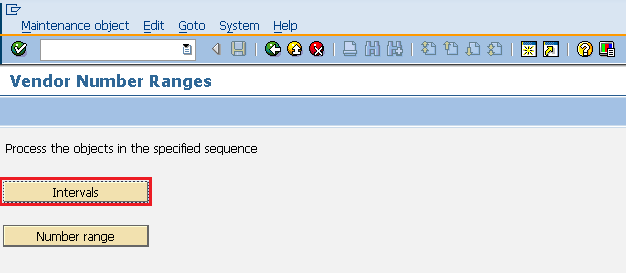 Maintenance object Edit Goto System Help
Vendor Number Ranges
Process the objects in the specified sequence
Intervals
Number range